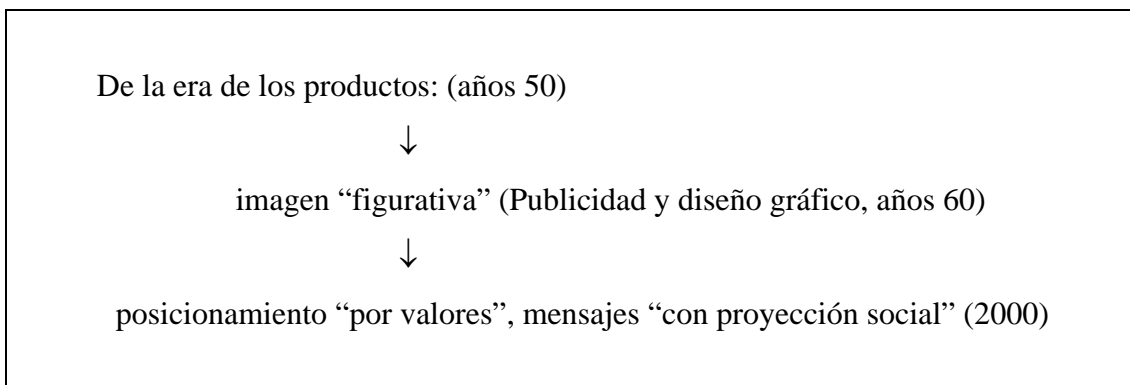 De la era de los productos: (años 50)
↓
imagen “figurativa” (Publicidad y diseño gráfico, años 60)
↓
posicionamiento “por valores”, mensajes “con proyección social” (2000)